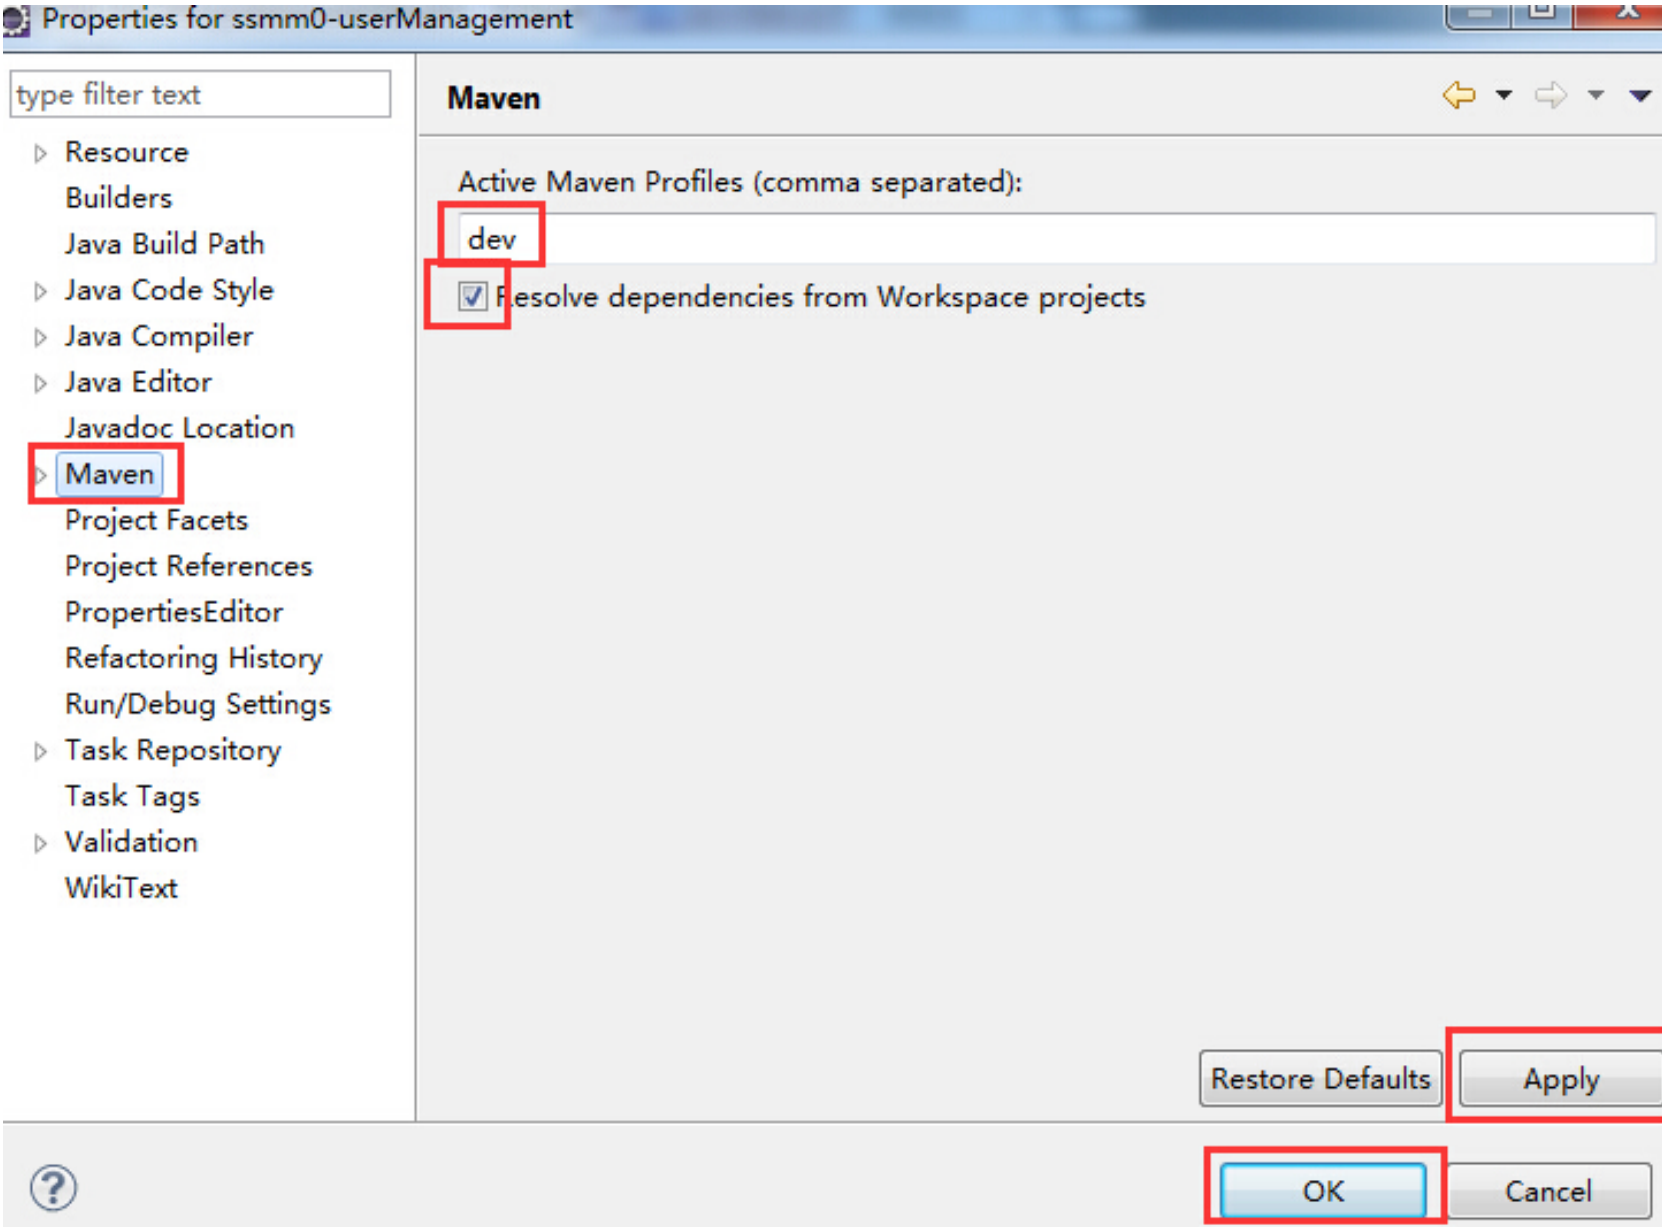 Properties for ssmm0-userManagement
type filter text
Resource
Builders
Java Build Path
Java Code Style
Java Compiler
Java Editor
Javadoc Location
Maven
Project Facets
Project References
PropertiesEditor
Refactoring History
Run/Debug Settings
Task Repository
Task Tags
Validation
WikiText
Maven
Active Maven Profiles (comma separated):
dev
Resolve dependencies from Workspace projects
Restore Defaults
Apply
?
OK
Cancel